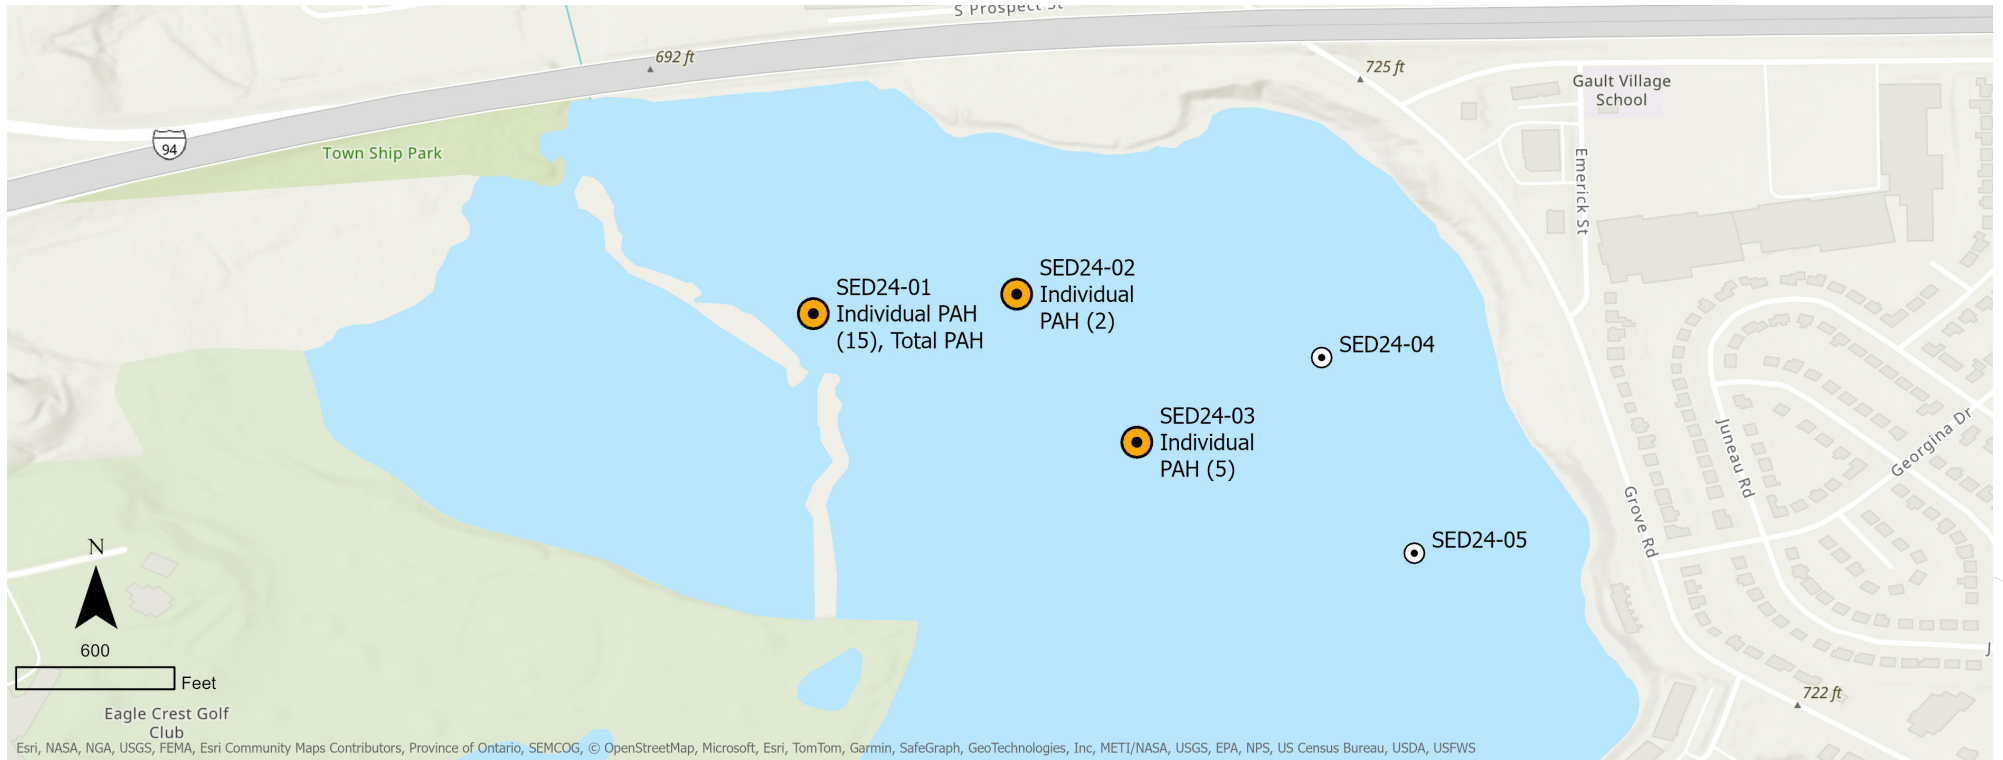 S Prospect St
692 ft
725 ft
Gault Village
School
94
Town Ship Park
Emerick St
SED24-01
Individual PAH
(15), Total PAH
SED24-02
Individual
PAH (2)
SED24-04
SED24-03
Individual
PAH (5)
Juneau Rd
Georgina Dr
Grove Rd
SED24-05
N
600
Feet
J
722 ft
Eagle Crest Golf
Club
Esri, NASA, NGA, USGS, FEMA, Esri Community Maps Contributors, Province of Ontario, SEMCOG, © OpenStreetMap, Microsoft, Esri, TomTom, Garmin, SafeGraph, GeoTechnologies, Inc, METI/NASA, USGS, EPA, NPS, US Census Bureau, USDA, USFWS